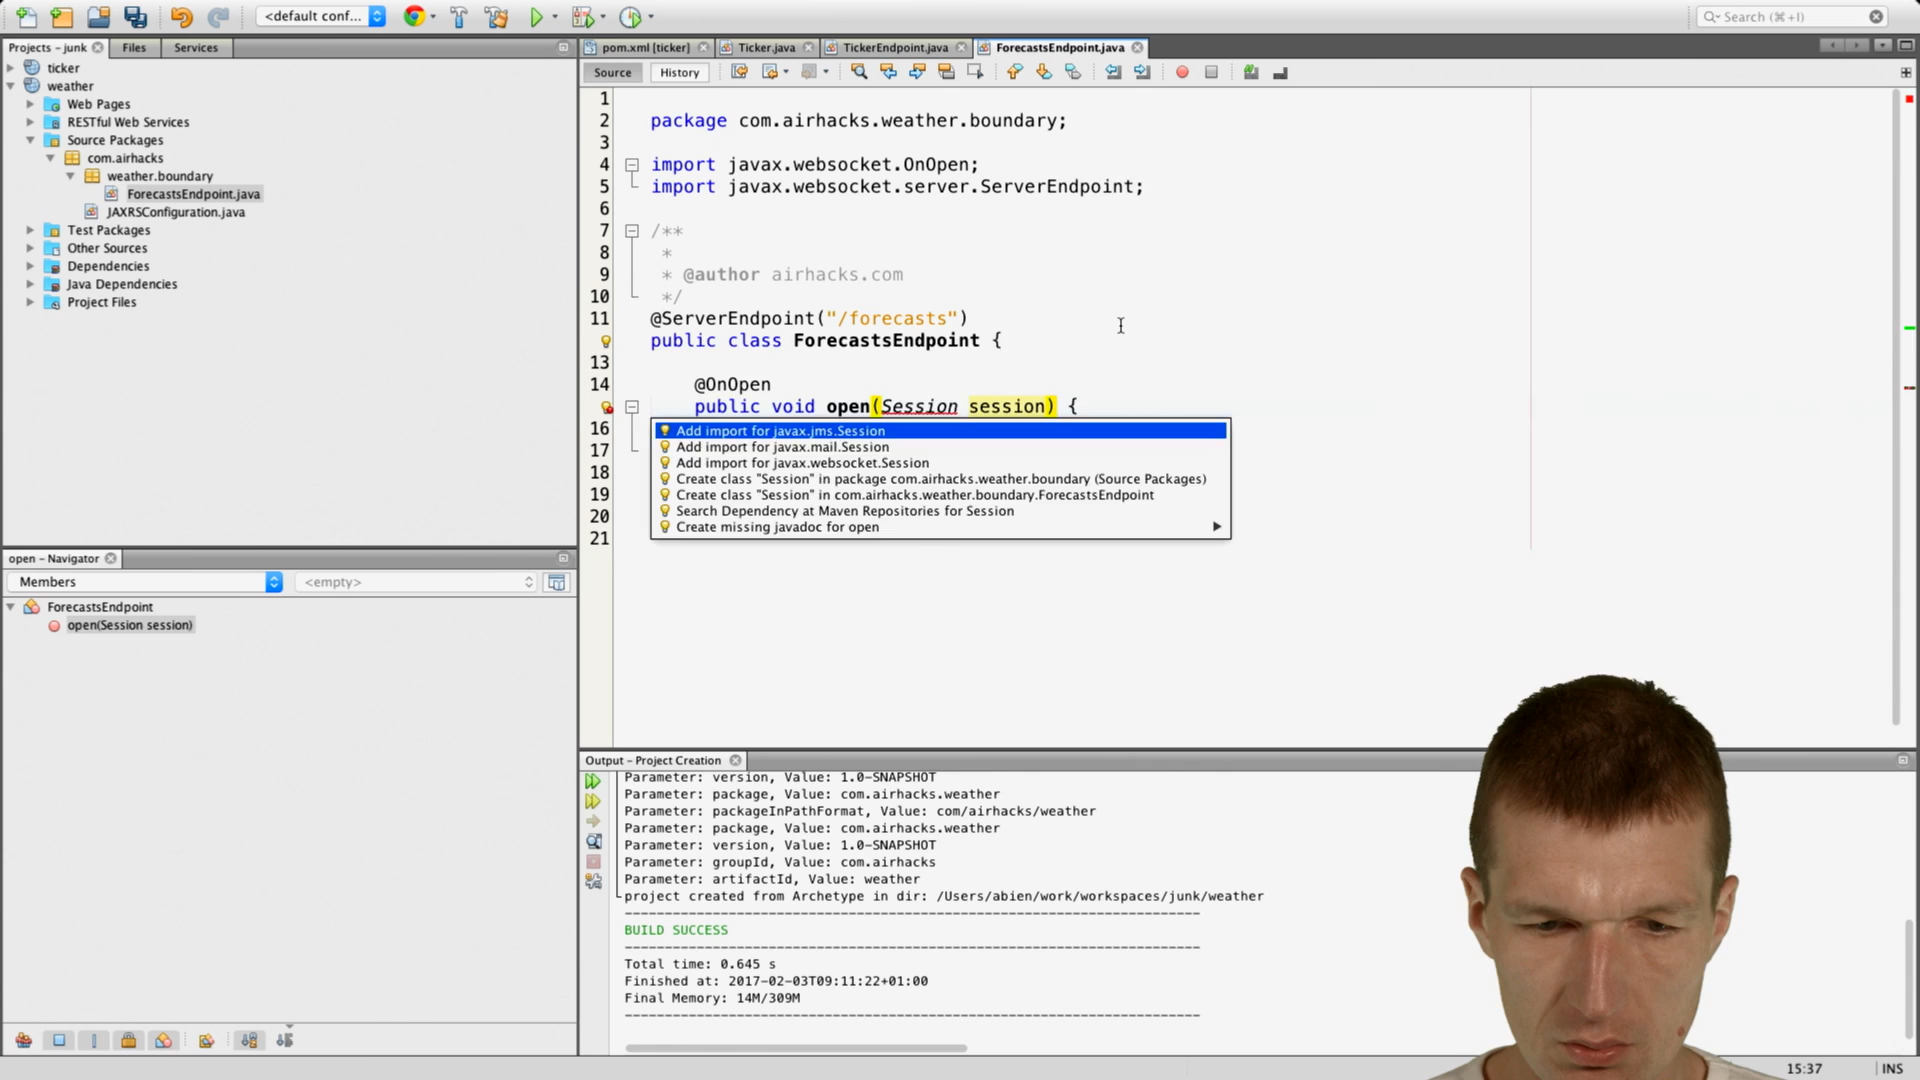 <default conf...
Search (⌘+I)
Projes – junk
Files
Services
ticker
weather
Web Pages
RESTful Web Services
Source Packages
com.airhacks
weather.boundary
ForecastsEndpoint.java
JAXRSConfiguration.java
Test Packages
Other Sources
Dependencies
Java Dependencies
Project Files
open – Navigator
Members
<empty>
ForecastsEndpoint
open(Session session)
pom.xml [ticker]
Ticker.java
TickerEndpoint.java
ForecastsEndpoint.java
Source
History
1
2 package com.airhacks.weather.boundary;
3
4 import javax.websocket.OnOpen;
5 import javax.websocket.server.ServerEndpoint;
6
7 /**
8 *
9 * @author airhacks.com
10 */
11 @ServerEndpoint("/forecasts")
public class ForecastsEndpoint {
13
14 @OnOpen
public void open(Session session) {
16
17
18
19
20
21
Add import for javax.jms.Session
Add import for javax.mail.Session
Add import for javax.websocket.Session
Create class "Session" in package com.airhacks.weather.boundary (Source Packages)
Create class "Session" in com.airhacks.weather.boundary.ForecastsEndpoint
Search Dependency at Maven Repositories for Session
Create missing javadoc for open
Output – Project Creation
Parameter: version, Value: 1.0-SNAPSHOT
Parameter: package, Value: com.airhacks.weather
Parameter: packageInPathFormat, Value: com/airhacks/weather
Parameter: package, Value: com.airhacks.weather
Parameter: version, Value: 1.0-SNAPSHOT
Parameter: groupId, Value: com.airhacks
Parameter: artifactId, Value: weather
project created from Archetype in dir: /Users/abien/work/workspaces/junk/weather
------------------------------------------------------------------------
BUILD SUCCESS
------------------------------------------------------------------------
Total time: 0.645 s
Finished at: 2017-02-03T09:11:22+01:00
Final Memory: 14M/309M
------------------------------------------------------------------------
15:37
INS